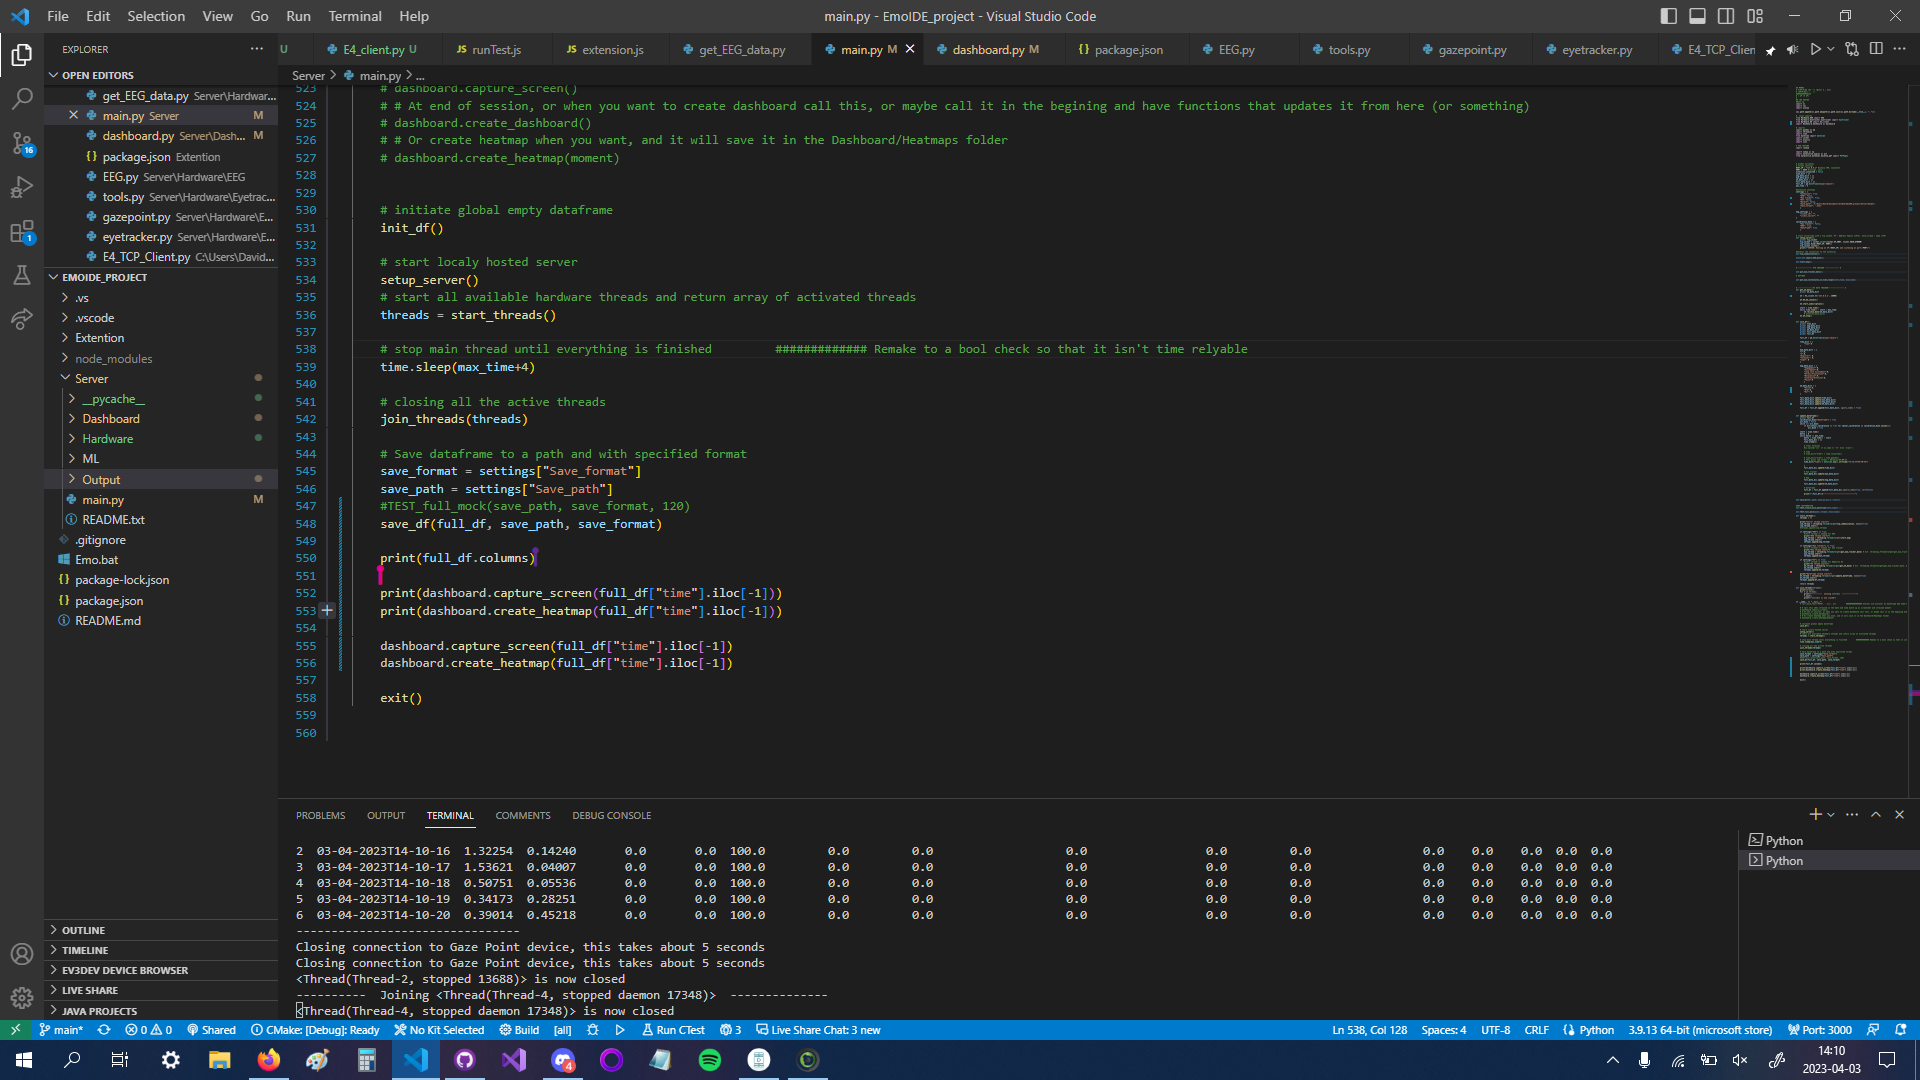 File Edit Selection View Go Run Terminal Help
main.py - EmoIDE_project - Visual Studio Code
EXPLORER
U E4_client.py U runTest.js extension.js get_EEG_data.py main.py M dashboard.py M package.json EEG.py tools.py gazepoint.py eyetracker.py E4_TCP_Clien
Server > main.py > ...
OPEN EDITORS
get_EEG_data.py Server\Hardwar...
main.py Server M
dashboard.py Server\Dash... M
package.json Extention
EEG.py Server\Hardware\EEG
tools.py Server\Hardware\Eyetrac...
gazepoint.py Server\Hardware\E...
eyetracker.py Server\Hardware\E...
E4_TCP_Client.py C:\Users\David...
EMOIDE_PROJECT
.vs
.vscode
Extention
node_modules
Server
__pycache__
Dashboard
Hardware
ML
Output
main.py M
README.txt
.gitignore
Emo.bat
package-lock.json
package.json
README.md
OUTLINE
TIMELINE
EV3DEV DEVICE BROWSER
LIVE SHARE
JAVA PROJECTS
16
1
523 # dashboard.capture_screen()
524 # # At end of session, or when you want to create dashboard call this, or maybe call it in the begining and have functions that updates it from here (or something)
525 # dashboard.create_dashboard()
526 # # Or create heatmap when you want, and it will save it in the Dashboard/Heatmaps folder
527 # dashboard.create_heatmap(moment)
528
529
530 # initiate global empty dataframe
531 init_df()
532
533 # start localy hosted server
534 setup_server()
535 # start all available hardware threads and return array of activated threads
536 threads = start_threads()
537
538 # stop main thread until everything is finished ############# Remake to a bool check so that it isn't time relyable
539 time.sleep(max_time+4)
540
541 # closing all the active threads
542 join_threads(threads)
543
544 # Save dataframe to a path and with specified format
545 save_format = settings["Save_format"]
546 save_path = settings["Save_path"]
547 #TEST_full_mock(save_path, save_format, 120)
548 save_df(full_df, save_path, save_format)
549
550 print(full_df.columns)
551
552 print(dashboard.capture_screen(full_df["time"].iloc[-1]))
553 print(dashboard.create_heatmap(full_df["time"].iloc[-1]))
554
555 dashboard.capture_screen(full_df["time"].iloc[-1])
556 dashboard.create_heatmap(full_df["time"].iloc[-1])
557
558 exit()
559
560
PROBLEMS OUTPUT TERMINAL COMMENTS DEBUG CONSOLE
2 03-04-2023T14-10-16 1.32254 0.14240 0.0 0.0 100.0 0.0 0.0 0.0 0.0 0.0 0.0 0.0 0.0 0.0 0.0
3 03-04-2023T14-10-17 1.53621 0.04007 0.0 0.0 100.0 0.0 0.0 0.0 0.0 0.0 0.0 0.0 0.0 0.0 0.0
4 03-04-2023T14-10-18 0.50751 0.05536 0.0 0.0 100.0 0.0 0.0 0.0 0.0 0.0 0.0 0.0 0.0 0.0 0.0
5 03-04-2023T14-10-19 0.34173 0.28251 0.0 0.0 100.0 0.0 0.0 0.0 0.0 0.0 0.0 0.0 0.0 0.0 0.0
6 03-04-2023T14-10-20 0.39014 0.45218 0.0 0.0 100.0 0.0 0.0 0.0 0.0 0.0 0.0 0.0 0.0 0.0 0.0
--------------------------------
Closing connection to Gaze Point device, this takes about 5 seconds
Closing connection to Gaze Point device, this takes about 5 seconds
<Thread(Thread-2, stopped 13688)> is now closed
---------- Joining <Thread(Thread-4, stopped daemon 17348)> --------------
<Thread(Thread-4, stopped daemon 17348)> is now closed
Python
Python
main* 0 0 Shared CMake: [Debug]: Ready No Kit Selected Build [all] Run CTest 3 Live Share Chat: 3 new
Ln 538, Col 128 Spaces: 4 UTF-8 CRLF Python 3.9.13 64-bit (microsoft store) Port: 3000
4
14:10
2023-04-03